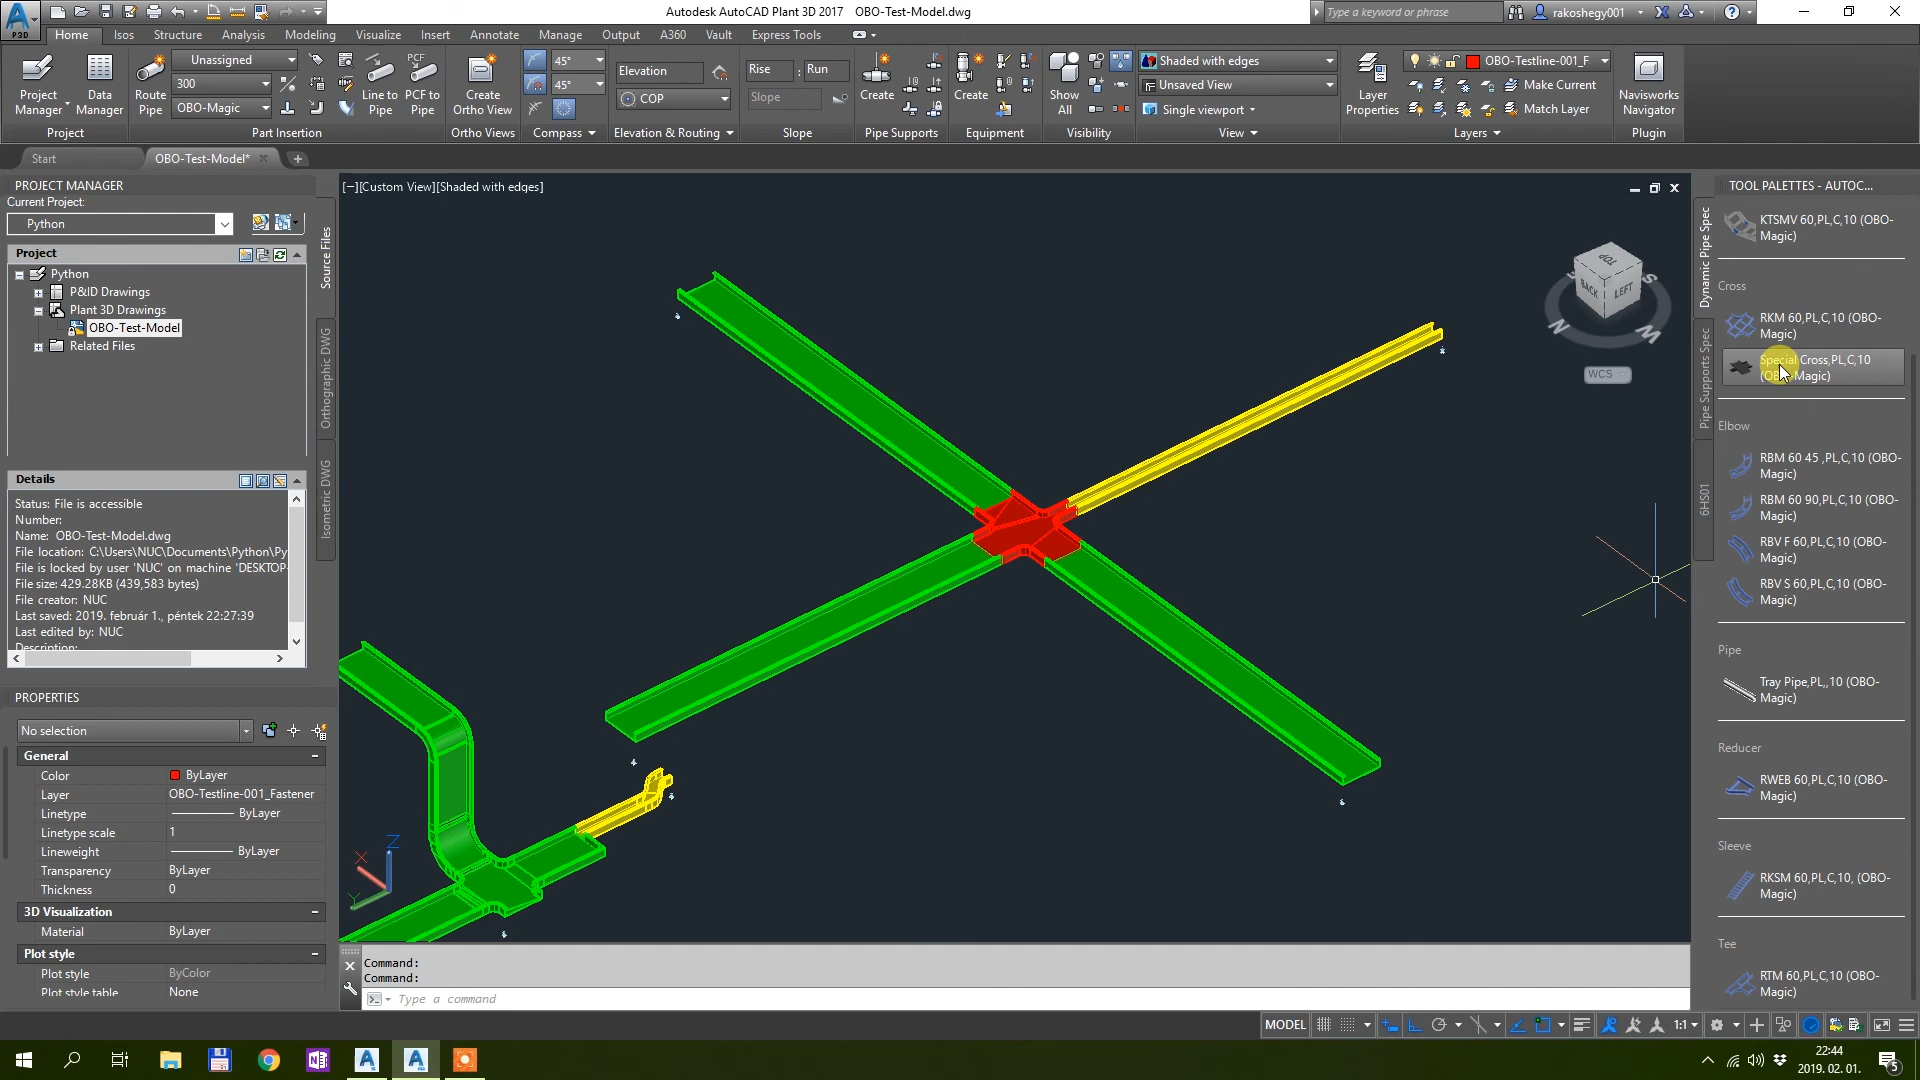 Autodesk AutoCAD Plant 3D 2017   OBO-Test-Model.dwg
Type a keyword or phrase
rakoshegy001
P3D
Home Isos Structure Analysis Modeling Visualize Insert Annotate Manage Output A360 Vault Express Tools
Project Manager
Data Manager
Project
Route Pipe
Unassigned
300
OBO-Magic
Line to Pipe
PCF
PCF to Pipe
Part Insertion
Create Ortho View
Ortho Views
45°
45°
Compass
Elevation
COP
Elevation & Routing
Rise
Run
Slope
Slope
Create
Pipe Supports
Create
Equipment
Show All
Visibility
Shaded with edges
Unsaved View
Single viewport
View
Layer Properties
OBO-Testline-001_F
Make Current
Match Layer
Layers
Navisworks Navigator
Plugin
Start
OBO-Test-Model*
PROJECT MANAGER
Current Project:
Python
Project
Python
P&ID Drawings
Plant 3D Drawings
OBO-Test-Model
Related Files
Source Files
Orthographic DWG
Isometric DWG
Details
Status: File is accessible
Number:
Name: OBO-Test-Model.dwg
File location: C:\Users\NUC\Documents\Python\Py
File is locked by user 'NUC' on machine 'DESKTOP-
File size: 429.28KB (439,583 bytes)
File creator: NUC
Last saved: 2019. február 1., péntek 22:27:39
Last edited by: NUC
Description:
PROPERTIES
No selection
General
Color ByLayer
Layer OBO-Testline-001_Fastener
Linetype ByLayer
Linetype scale 1
Lineweight ByLayer
Transparency ByLayer
Thickness 0
3D Visualization
Material ByLayer
Plot style
Plot style ByColor
Plot style table None
[−][Custom View][Shaded with edges]
TOP
BACK
LEFT
N
S
WCS
X
Y
Z
Command:
Command:
Type a command
TOOL PALETTES - AUTOC...
Dynamic Pipe Spec
Pipe Supports Spec
6HS01
KTSMV 60,PL,C,10 (OBO-
Magic)
Cross
RKM 60,PL,C,10 (OBO-
Magic)
Special Cross,PL,C,10
(OBO-Magic)
Elbow
RBM 60 45 ,PL,C,10 (OBO-
Magic)
RBM 60 90,PL,C,10 (OBO-
Magic)
RBV F 60,PL,C,10 (OBO-
Magic)
RBV S 60,PL,C,10 (OBO-
Magic)
Pipe
Tray Pipe,PL,,10 (OBO-
Magic)
Reducer
RWEB 60,PL,C,10 (OBO-
Magic)
Sleeve
RKSM 60,PL,C,10, (OBO-
Magic)
Tee
RTM 60,PL,C,10 (OBO-
Magic)
MODEL
1:1
22:44
2019. 02. 01.
5